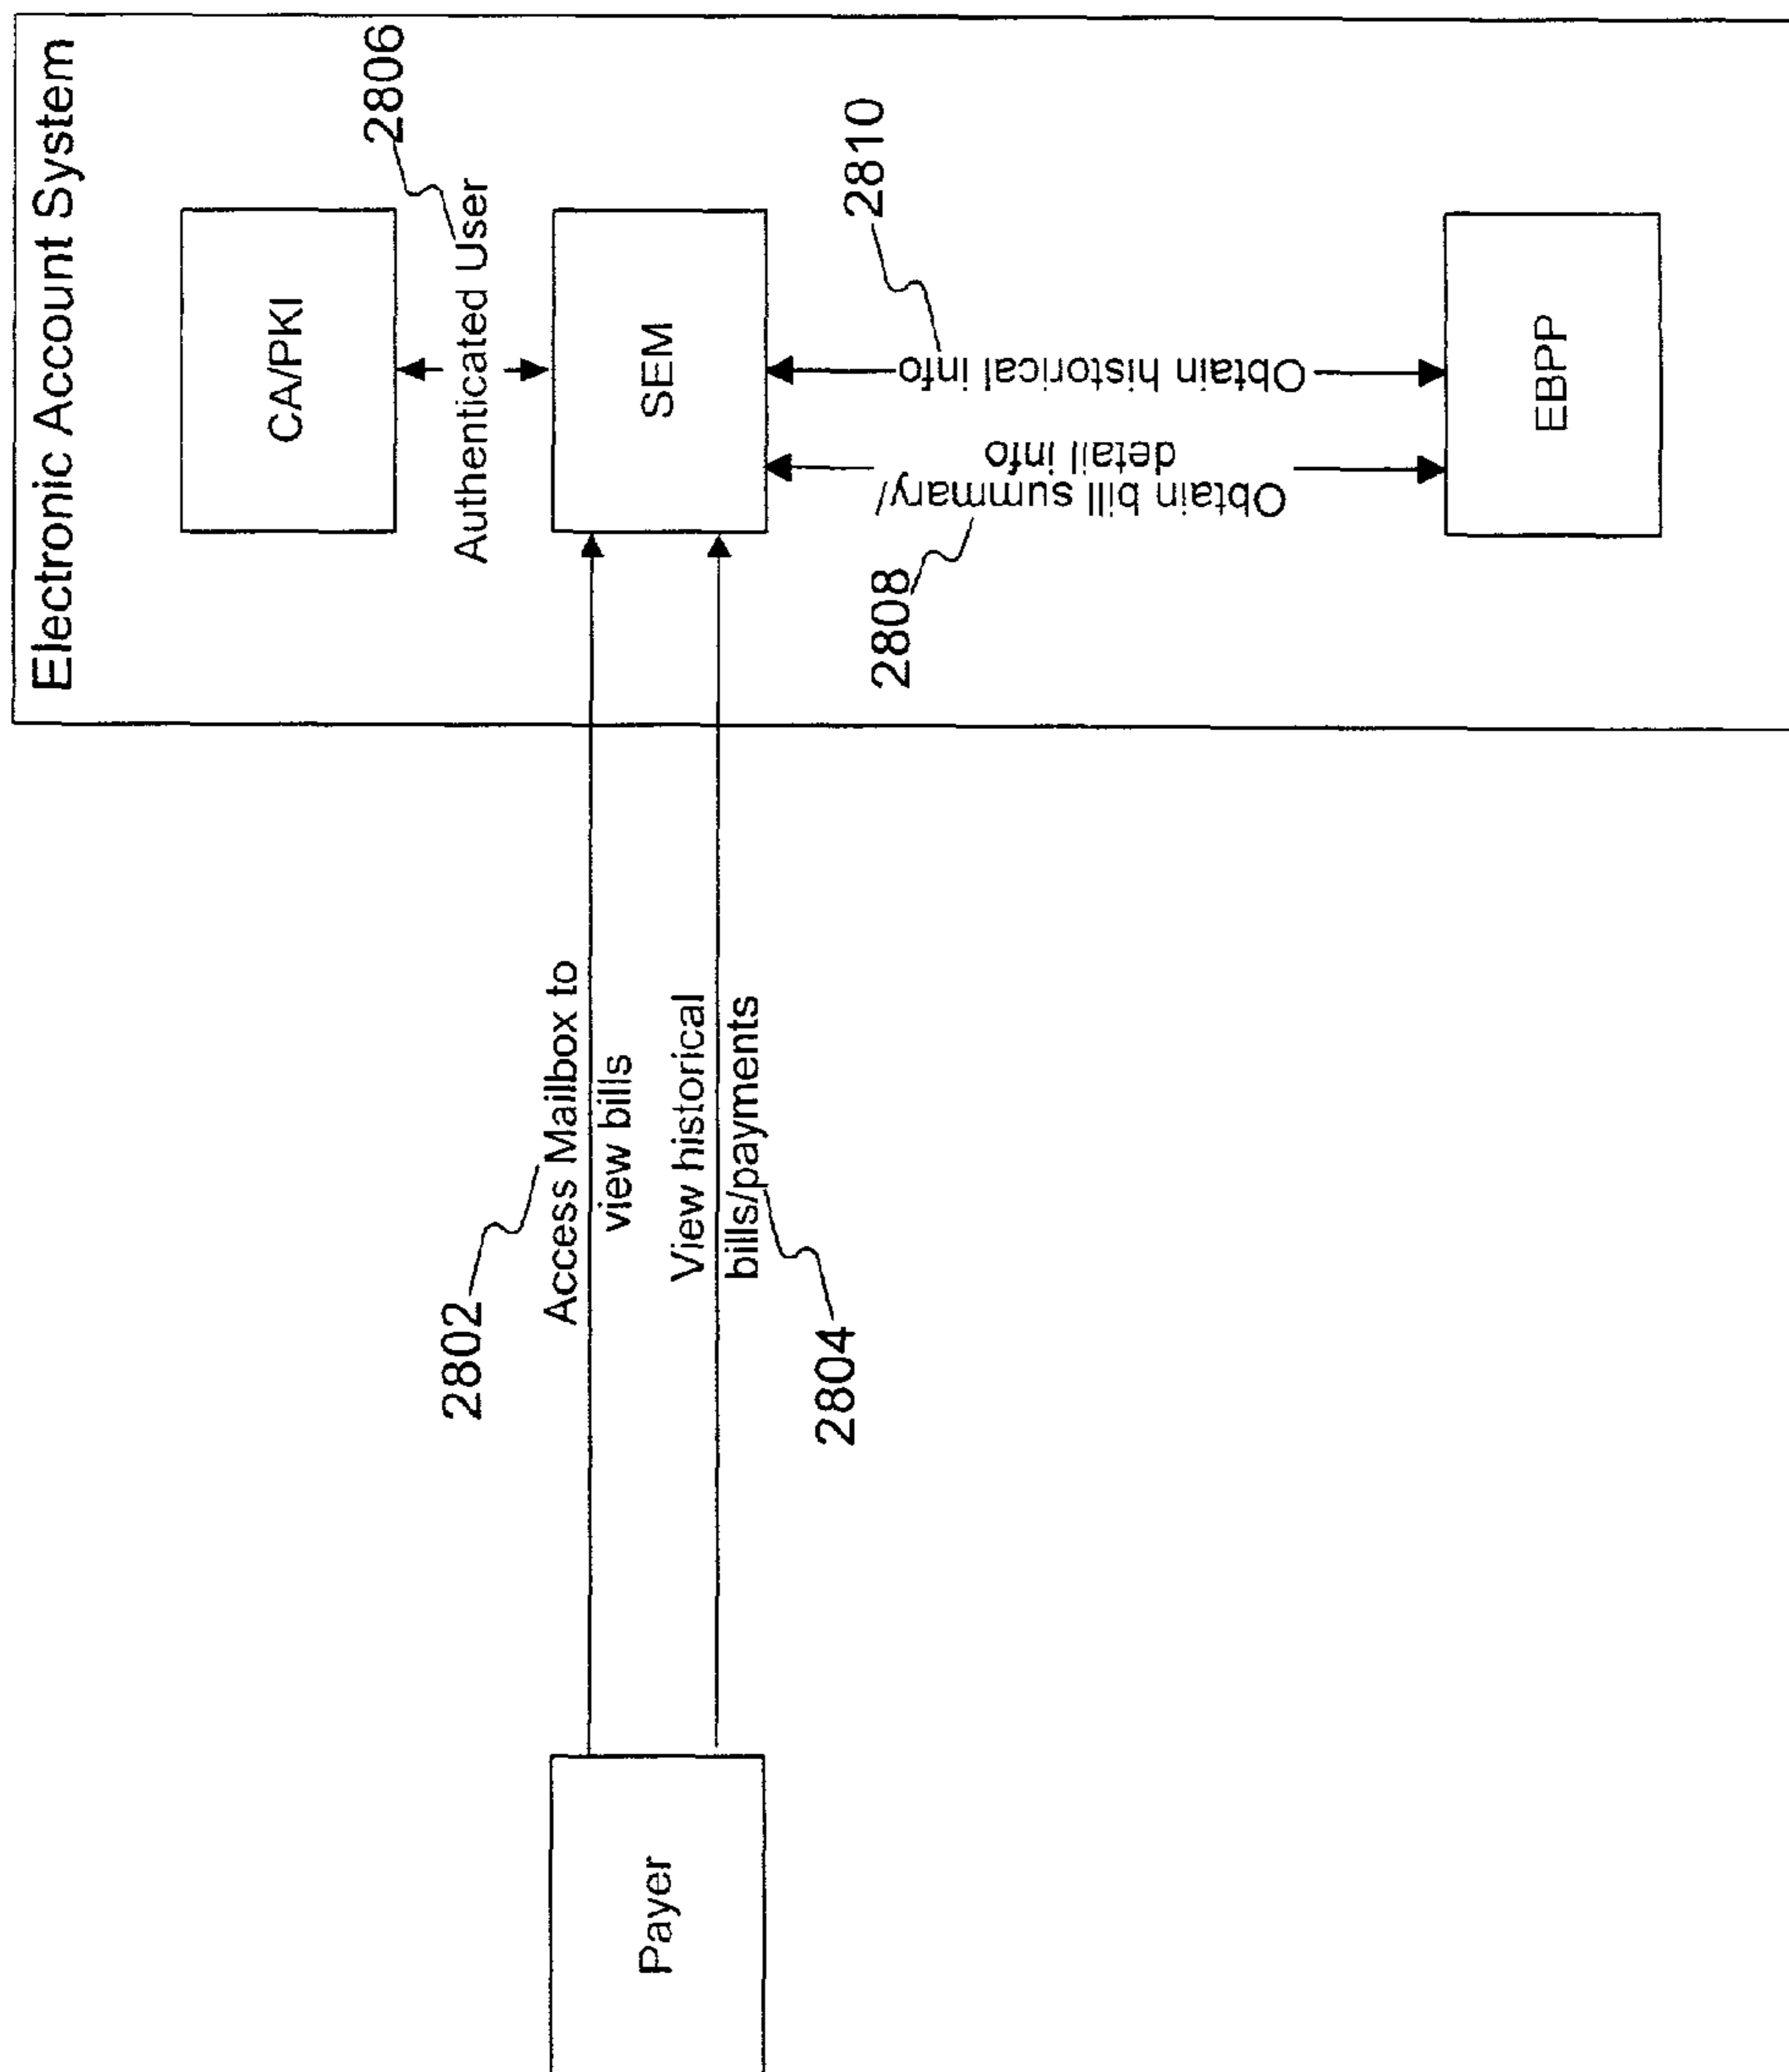 Electronic Account System
CA/PKI
2806
Authenticated User
2802
Access Mailbox to
view bills
Payer
SEM
View historical
bills/payments
2804
2808
Obtain bill summary/
detail info
Obtain historical info
2810
EBPP